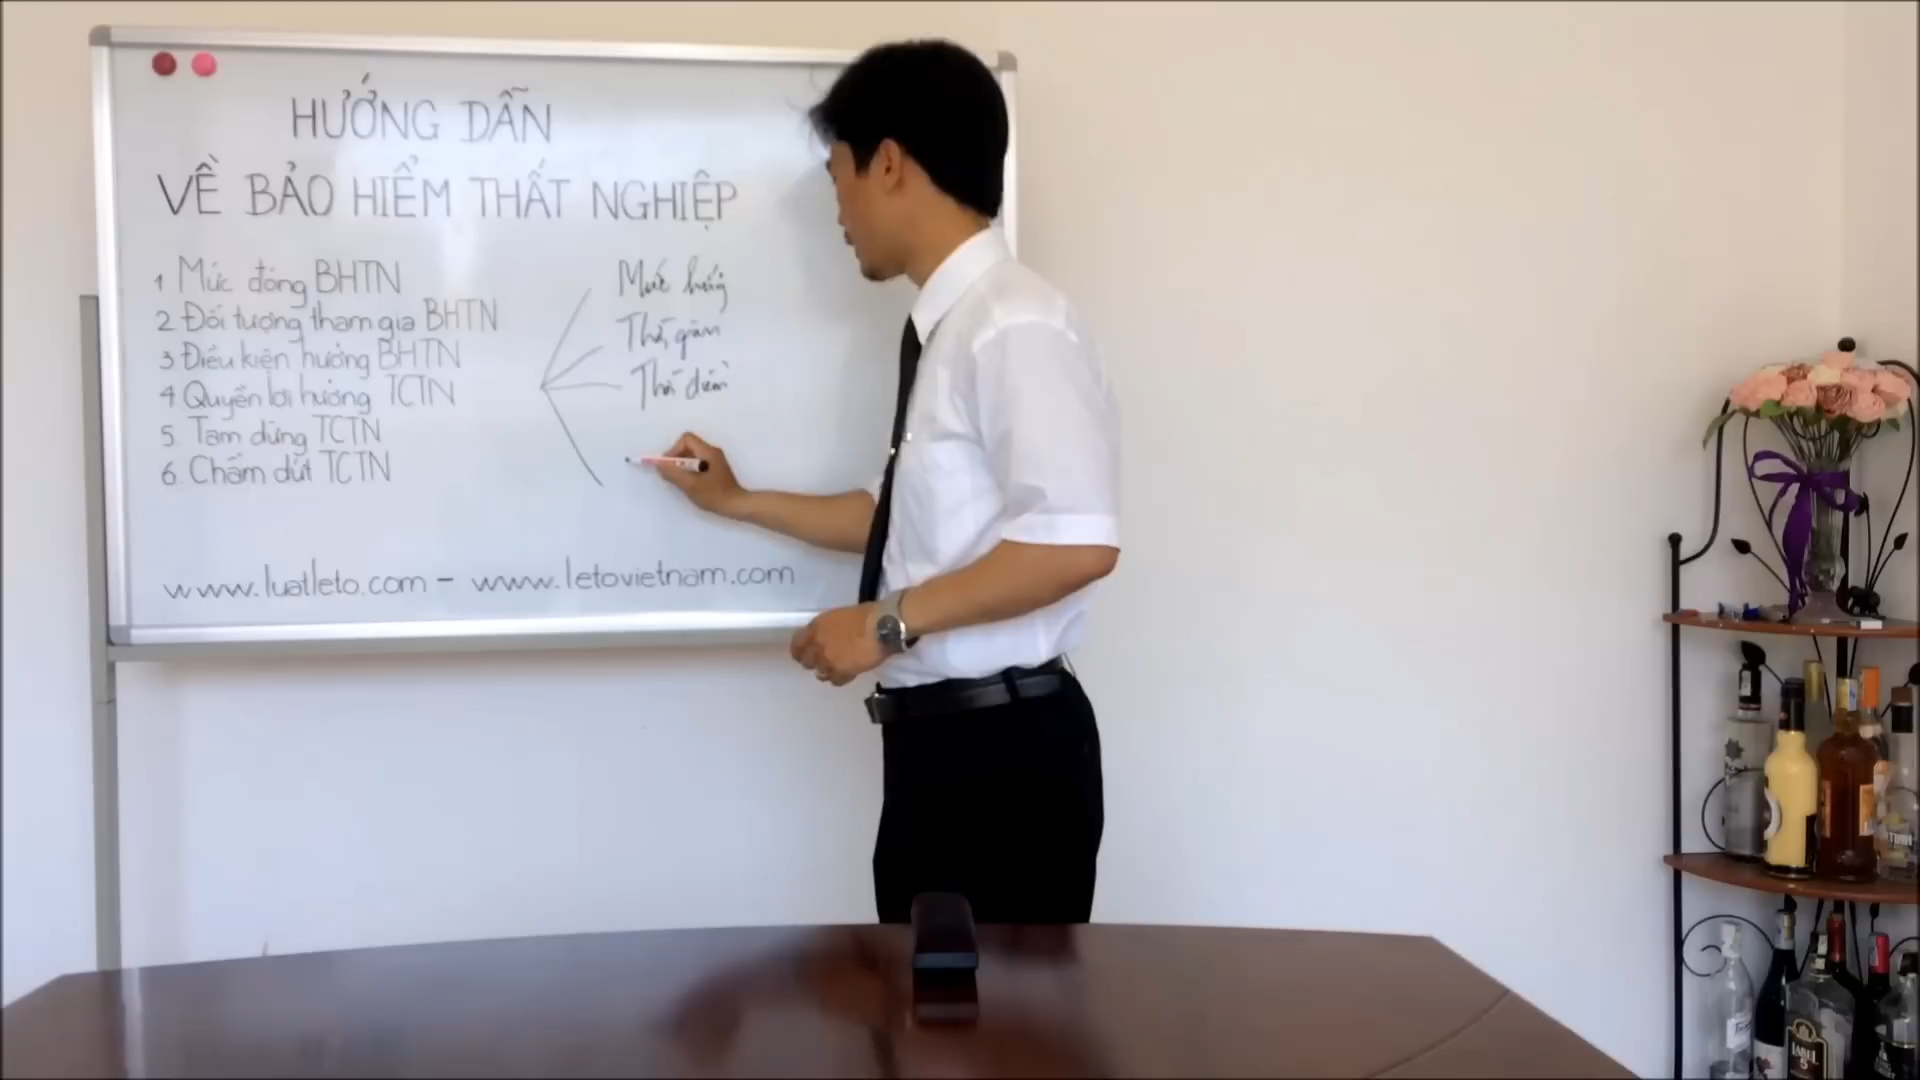 HƯỚNG DẪN
VỀ BẢO HIỂM THẤT NGHIỆP
1 Mức đóng BHTN
2 Đối tượng tham gia BHTN
3 Điều kiện hưởng BHTN
4 Quyền lợi hưởng TCTN
5 Tạm dừng TCTN
6. Chấm dứt TCTN
Mức hưởng
Thời gian
Thời điểm
www.luatleto.com - www.letovietnam.com
LABEL
5